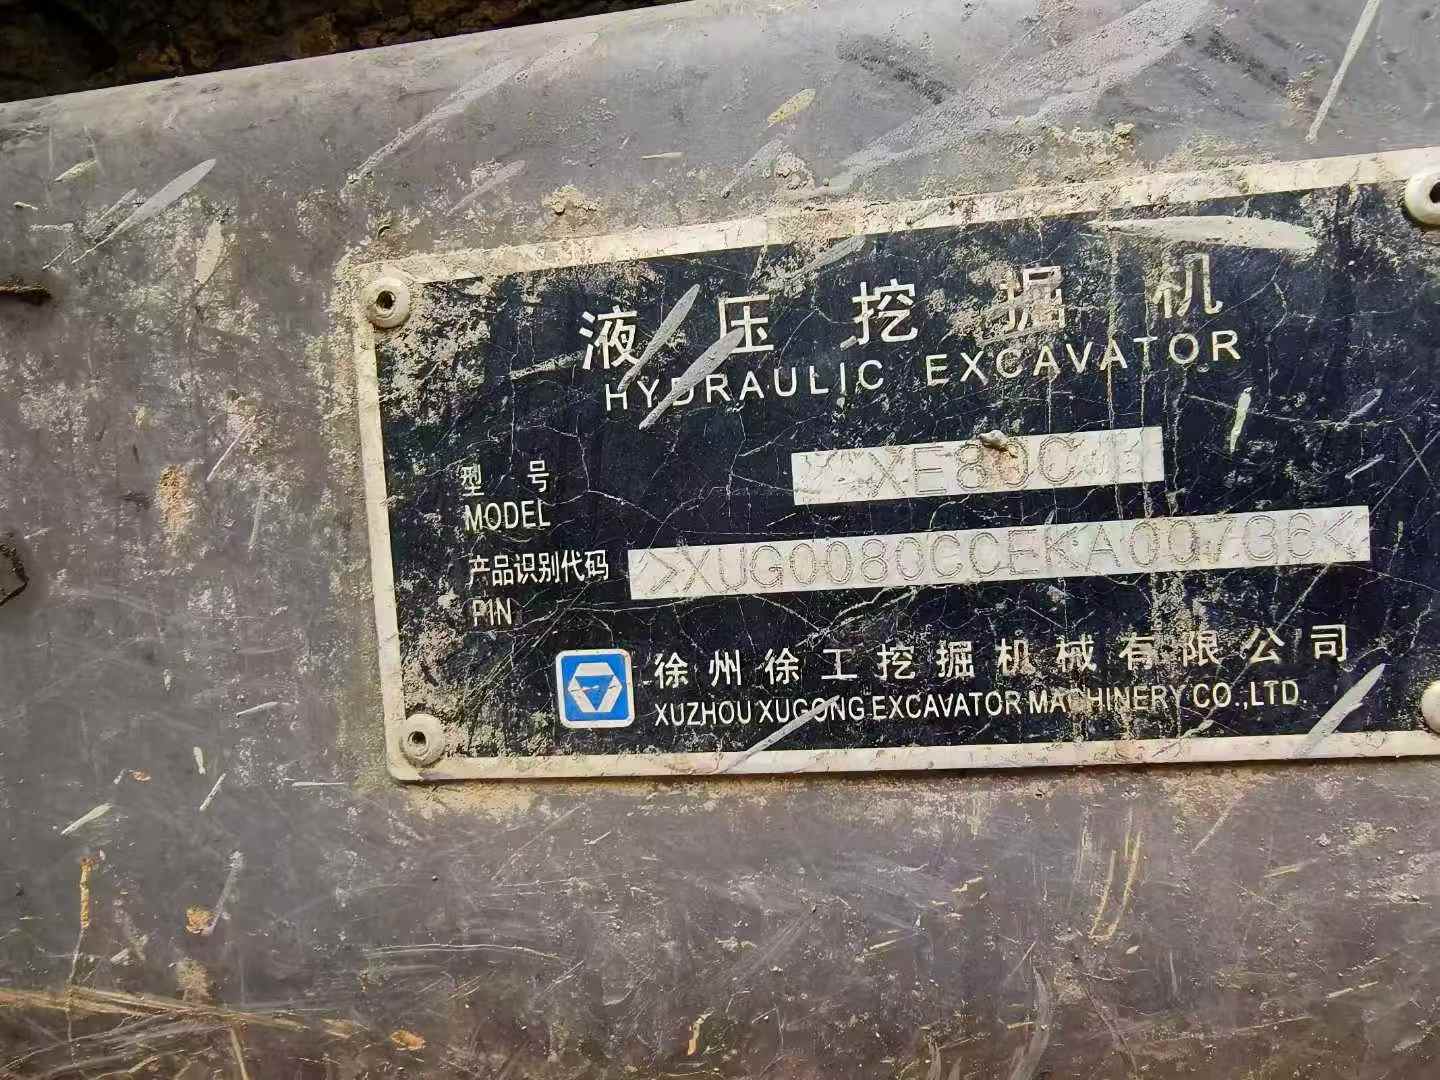 液压挖掘机
HYDRAULIC EXCAVATOR
型号
MODEL
XE80C
产品识别代码
>XUG0080CCEKA00736<
PIN
徐州徐工挖掘机械有限公司
XUZHOU XUGONG EXCAVATOR MACHINERY CO.,LTD.